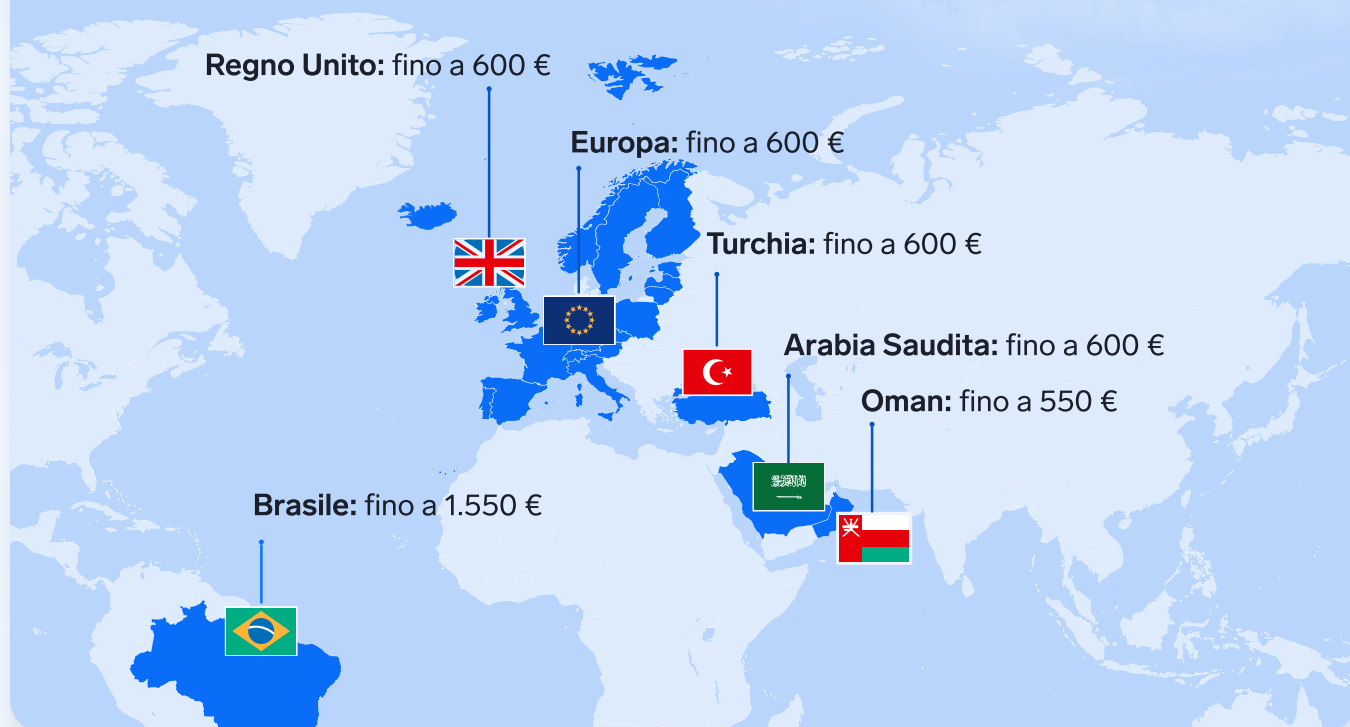 Regno Unito: fino a 600 €
Europa: fino a 600 €
Turchia: fino a 600 €
Arabia Saudita: fino a 600 €
Oman: fino a 550 €
Brasile: fino a 1.550 €